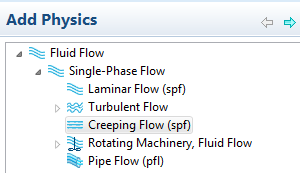 Add Physics
Fluid Flow
Single-Phase Flow
Laminar Flow (spf)
Turbulent Flow
Creeping Flow (spf)
Rotating Machinery, Fluid Flow
Pipe Flow (pfl)